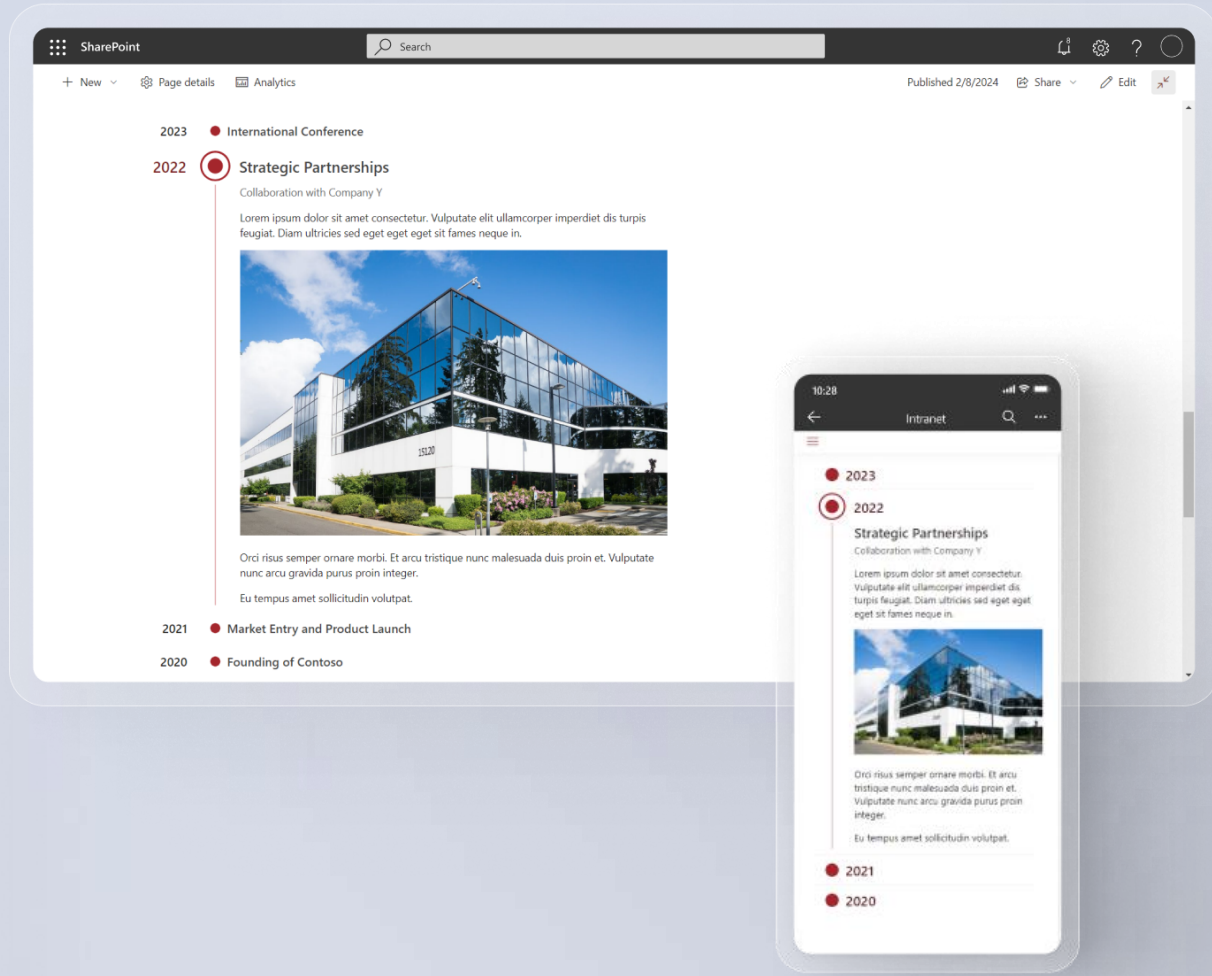 SharePoint
Search
8
?
New
Page details
Analytics
Published 2/8/2024
Share
Edit
2023 International Conference
2022 Strategic Partnerships
Collaboration with Company Y
Lorem ipsum dolor sit amet consectetur. Vulputate elit ullamcorper imperdiet dis turpis
feugiat. Diam ultricies sed eget eget eget sit fames neque in.
15120
Orci risus semper ornare morbi. Et arcu tristique nunc malesuada duis proin et. Vulputate
nunc arcu gravida purus proin integer.
Eu tempus amet sollicitudin volutpat.
2021 Market Entry and Product Launch
2020 Founding of Contoso
10:28
Intranet
2023
2022
Strategic Partnerships
Collaboration with Company Y
Lorem ipsum dolor sit amet consectetur.
Vulputate elit ullamcorper imperdiet dis
turpis feugiat. Diam ultricies sed eget eget
eget sit fames neque in.
Orci risus semper ornare morbi. Et arcu
tristique nunc malesuada duis proin et.
Vulputate nunc arcu gravida purus proin
integer.
Eu tempus amet sollicitudin volutpat.
2021
2020